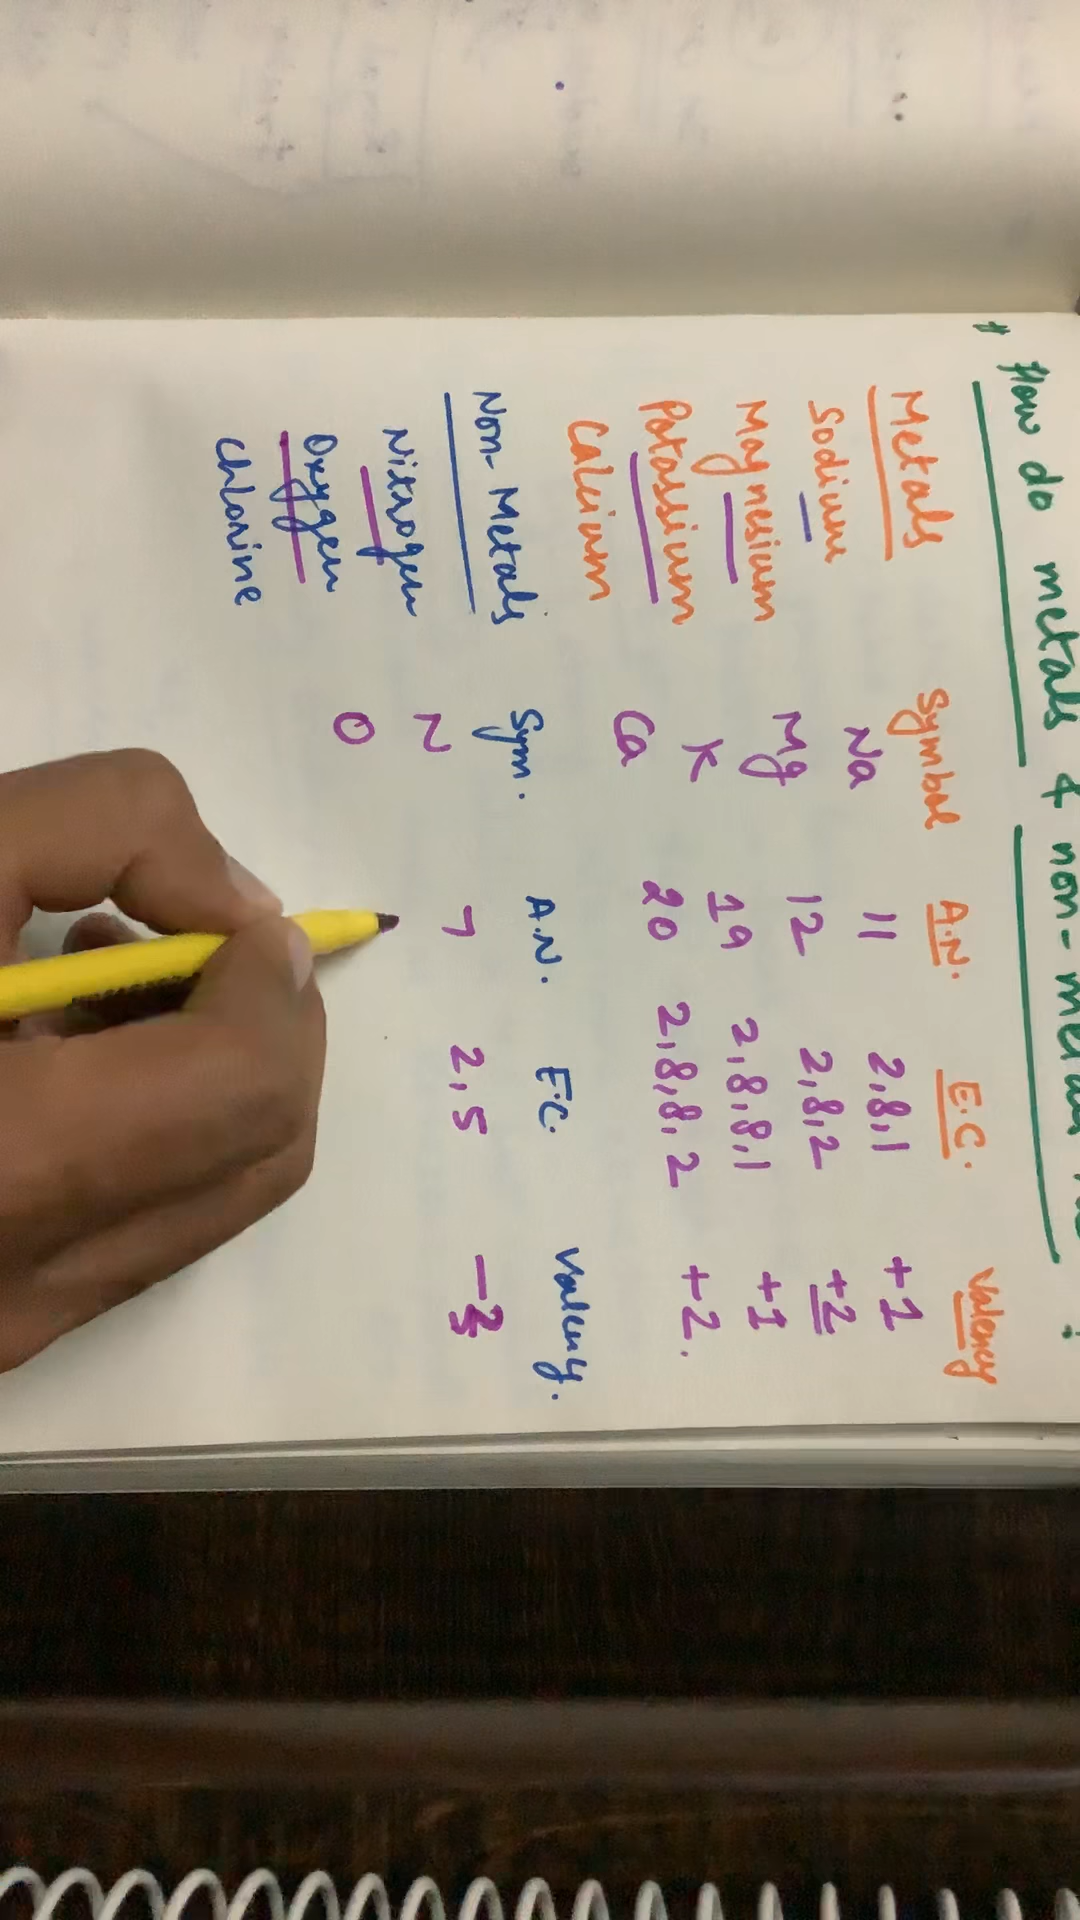 # How do metals & non-metals
Metals Symbol A.N. E.C. Valency
Sodium Na 11 2,8,1 +1
Magnesium Mg 12 2,8,2 +2
Potassium K 19 2,8,8,1 +1
Calcium Ca 20 2,8,8,2 +2.
Non-Metals Sym. A.N. E.C. Valency.
Nitrogen N 7 2,5 -3
Oxygen O
Chlorine